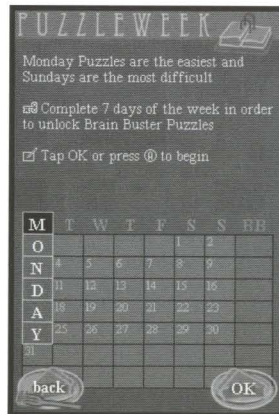 PUZZLEWEEK
Monday Puzzles are the easiest and
Sundays are the most difficult
Complete 7 days of the week in order
to unlock Brain Buster Puzzles
Tap OK or press Ⓐ to begin
M T W T F S S BB
O 1 2
N 4 5 6 7 8 9
D 11 12 13 14 15 16
A 18 19 20 21 22 23
Y 25 26 27 28 29 30
31
back OK